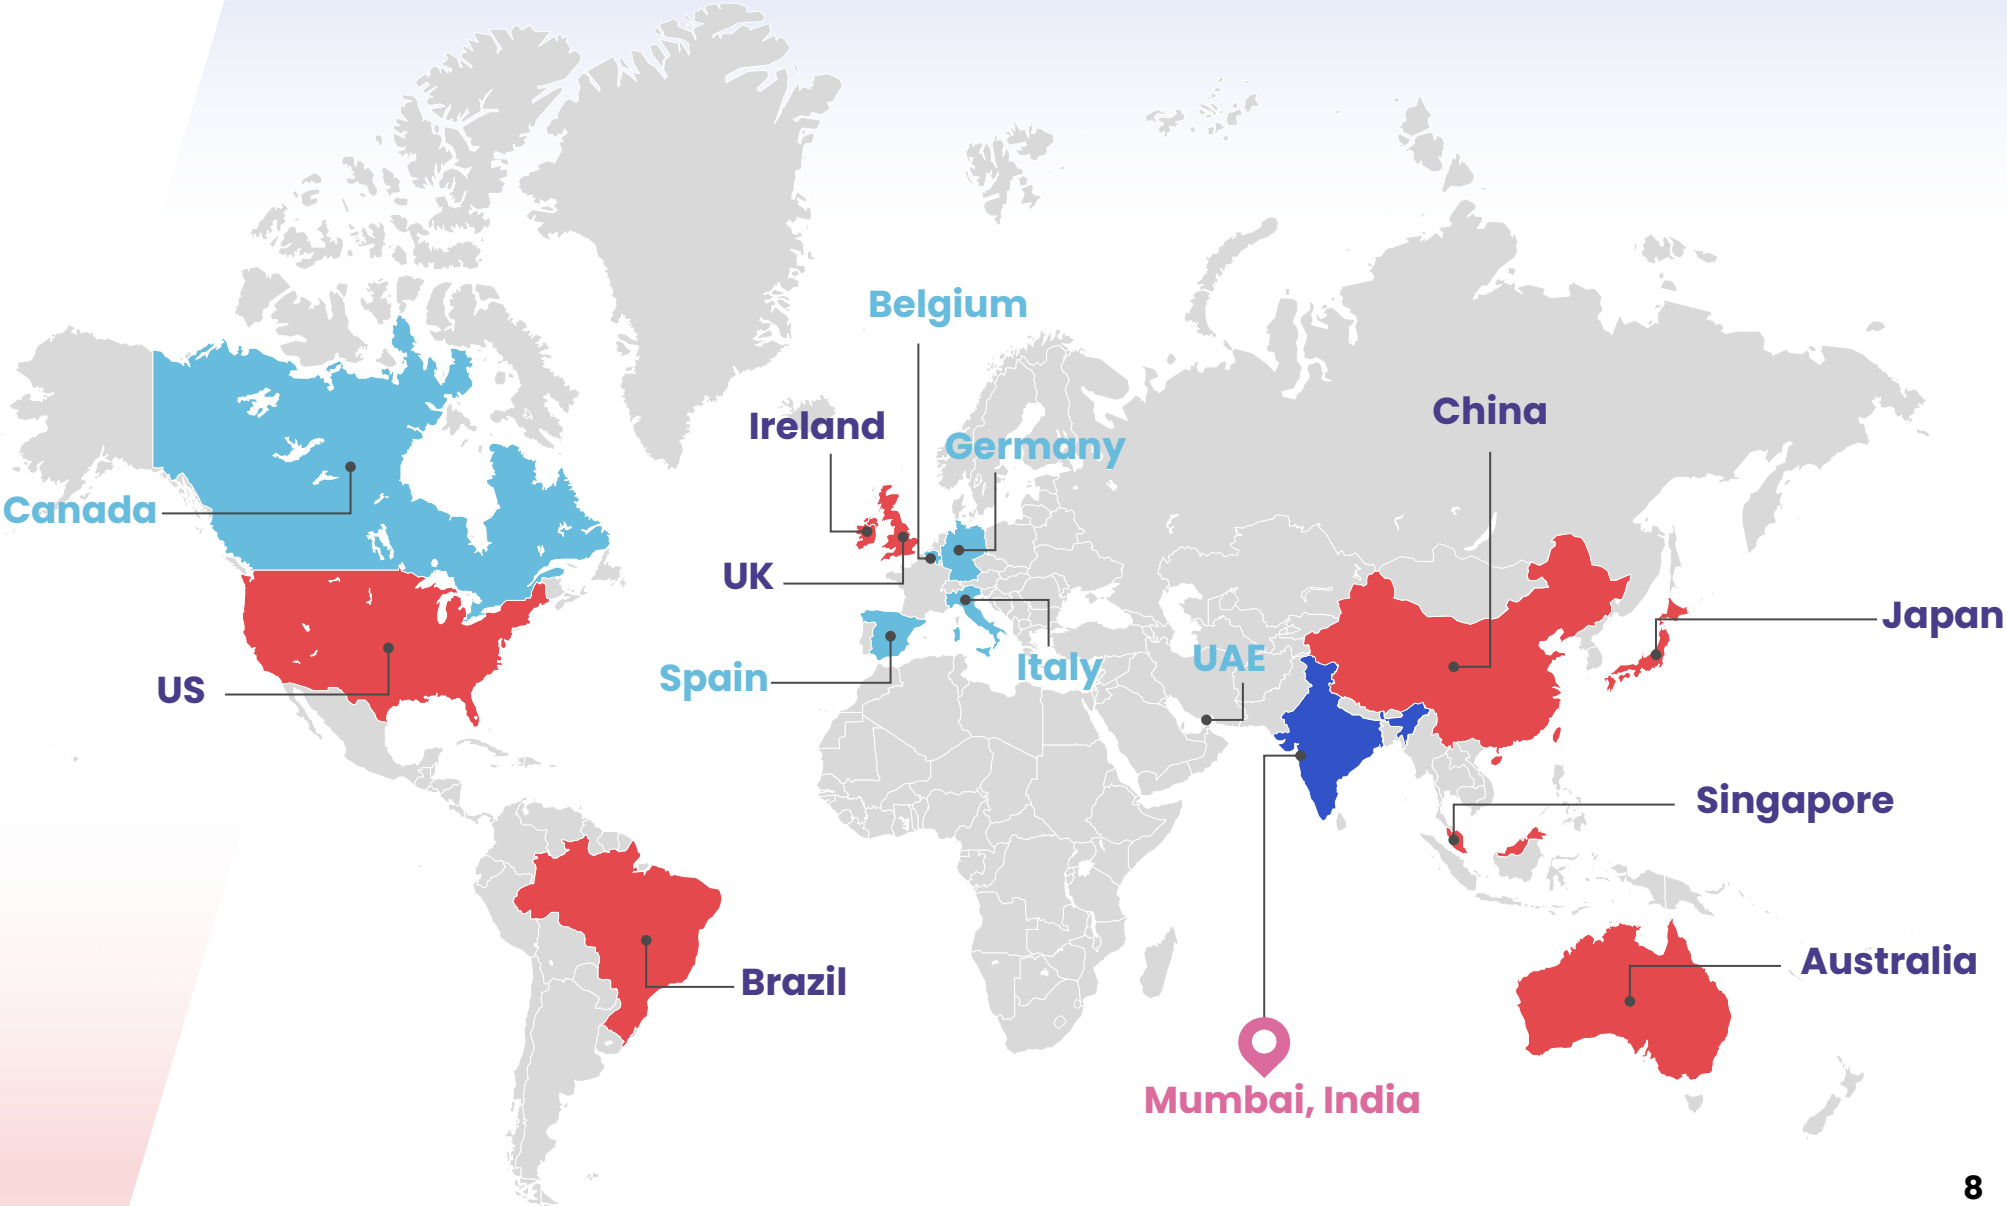 Belgium
Ireland
Germany
China
Canada
UK
Japan
Spain
Italy
UAE
US
Singapore
Brazil
Australia
Mumbai, India
8